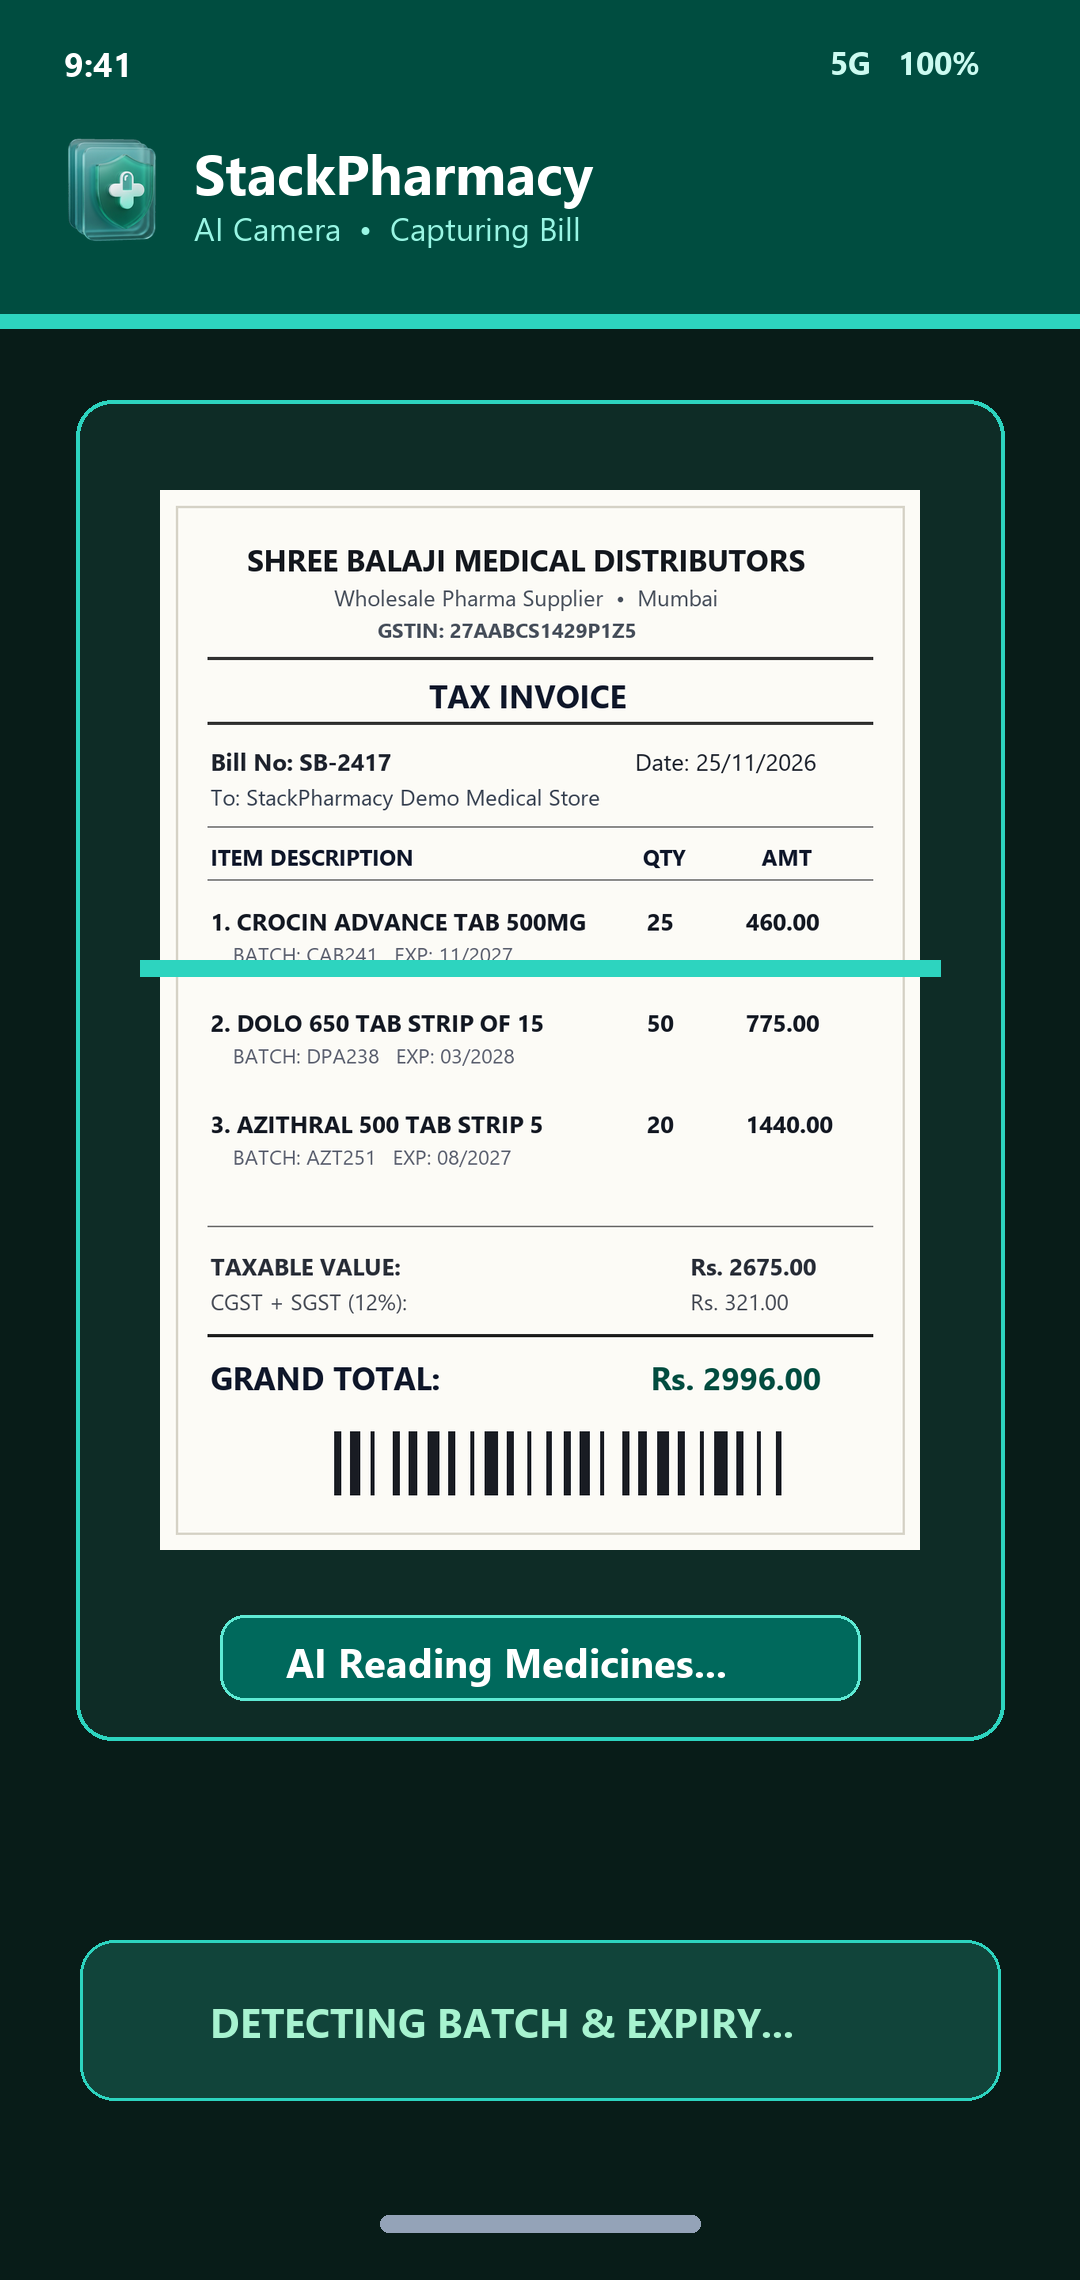 9:41 5G 100%
StackPharmacy
AI Camera • Capturing Bill
SHREE BALAJI MEDICAL DISTRIBUTORS
Wholesale Pharma Supplier • Mumbai
GSTIN: 27AABCS1429P1Z5
TAX INVOICE
Bill No: SB-2417 Date: 25/11/2026
To: StackPharmacy Demo Medical Store
ITEM DESCRIPTION QTY AMT
1. CROCIN ADVANCE TAB 500MG 25 460.00
BATCH: CAB241 EXP: 11/2027
2. DOLO 650 TAB STRIP OF 15 50 775.00
BATCH: DPA238 EXP: 03/2028
3. AZITHRAL 500 TAB STRIP 5 20 1440.00
BATCH: AZT251 EXP: 08/2027
TAXABLE VALUE: Rs. 2675.00
CGST + SGST (12%): Rs. 321.00
GRAND TOTAL: Rs. 2996.00
AI Reading Medicines...
DETECTING BATCH & EXPIRY...